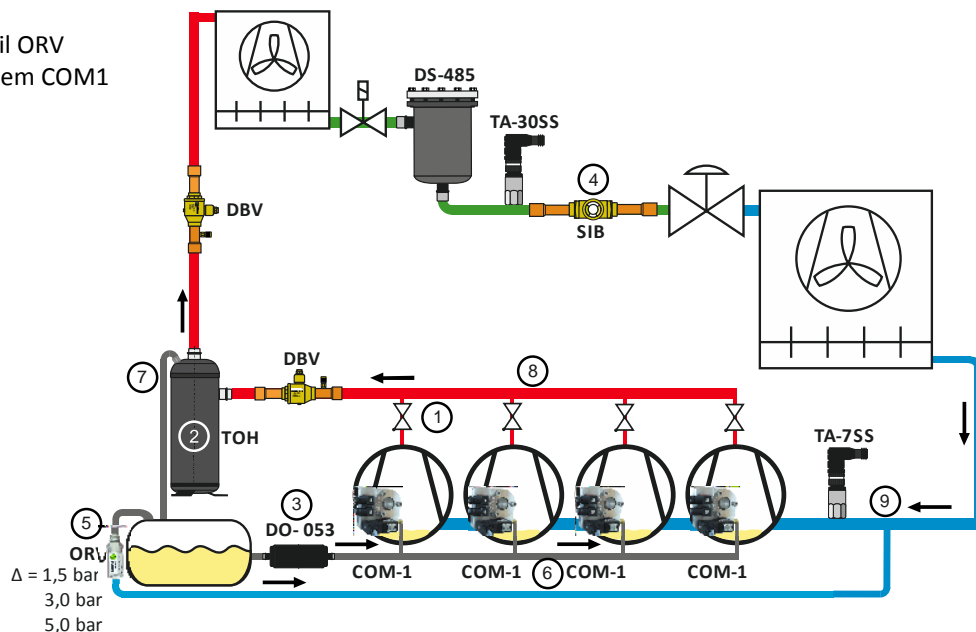 il ORV
em COM1
DS-485
TA-30SS
4
SIB
DBV
7
DBV
8
2
TOH
1
TA-7SS
9
3
DO- 053
5
ORV
COM-1
COM-1
6
COM-1
COM-1
Δ = 1,5 bar
3,0 bar
5,0 bar